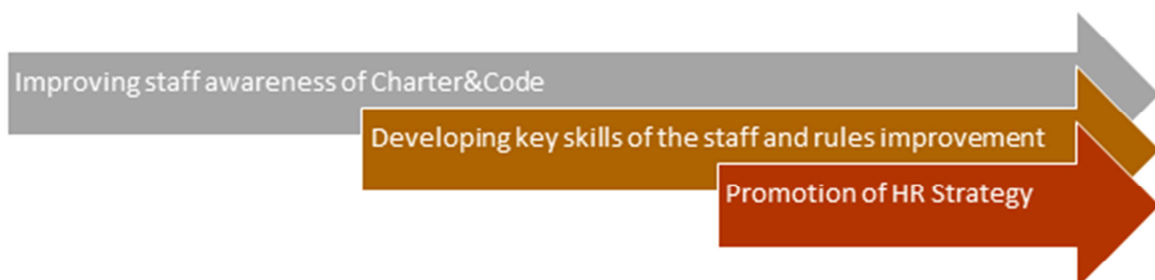 Improving staff awareness of Charter&Code
Developing key skills of the staff and rules improvement
Promotion of HR Strategy